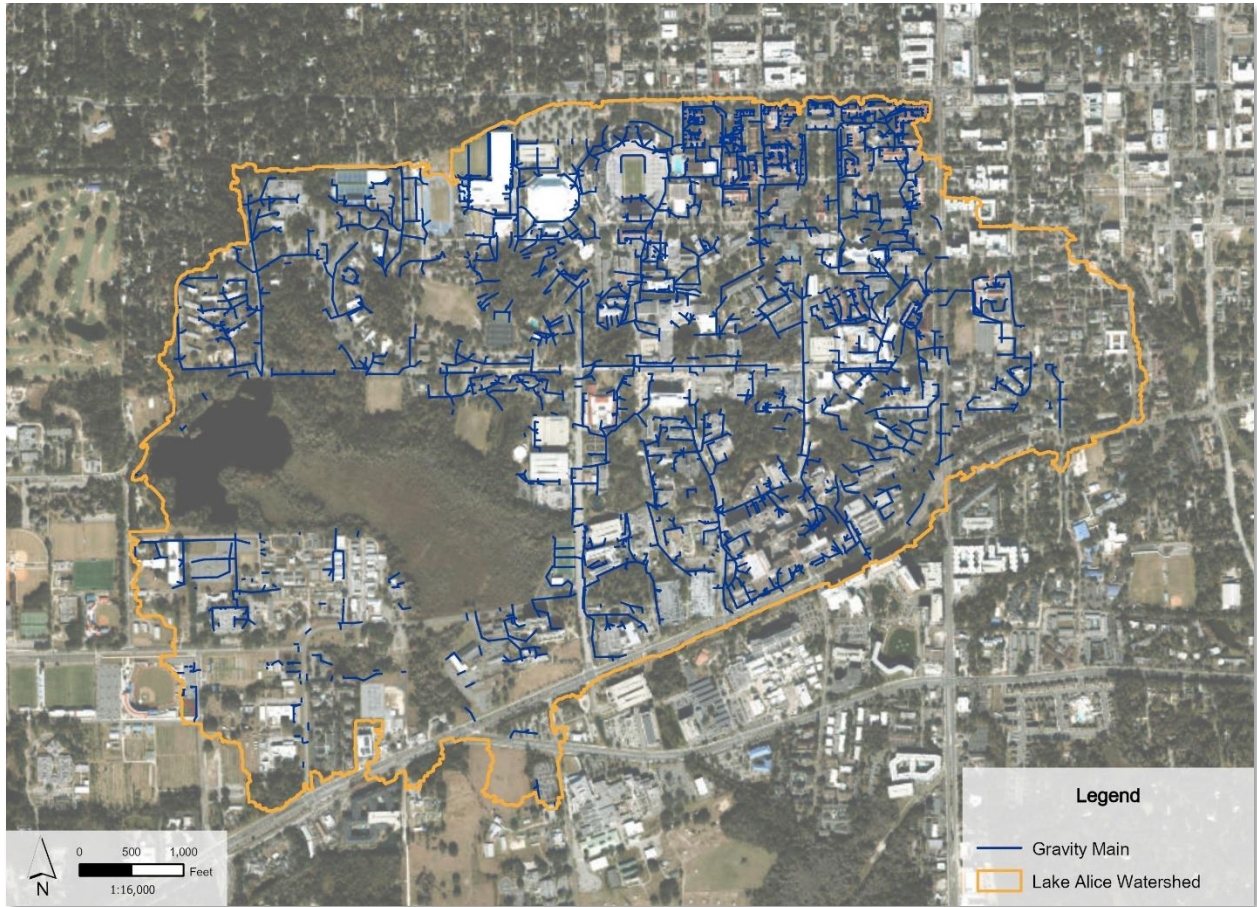 Legend
Gravity Main
Lake Alice Watershed
0 500 1,000
Feet
1:16,000
N